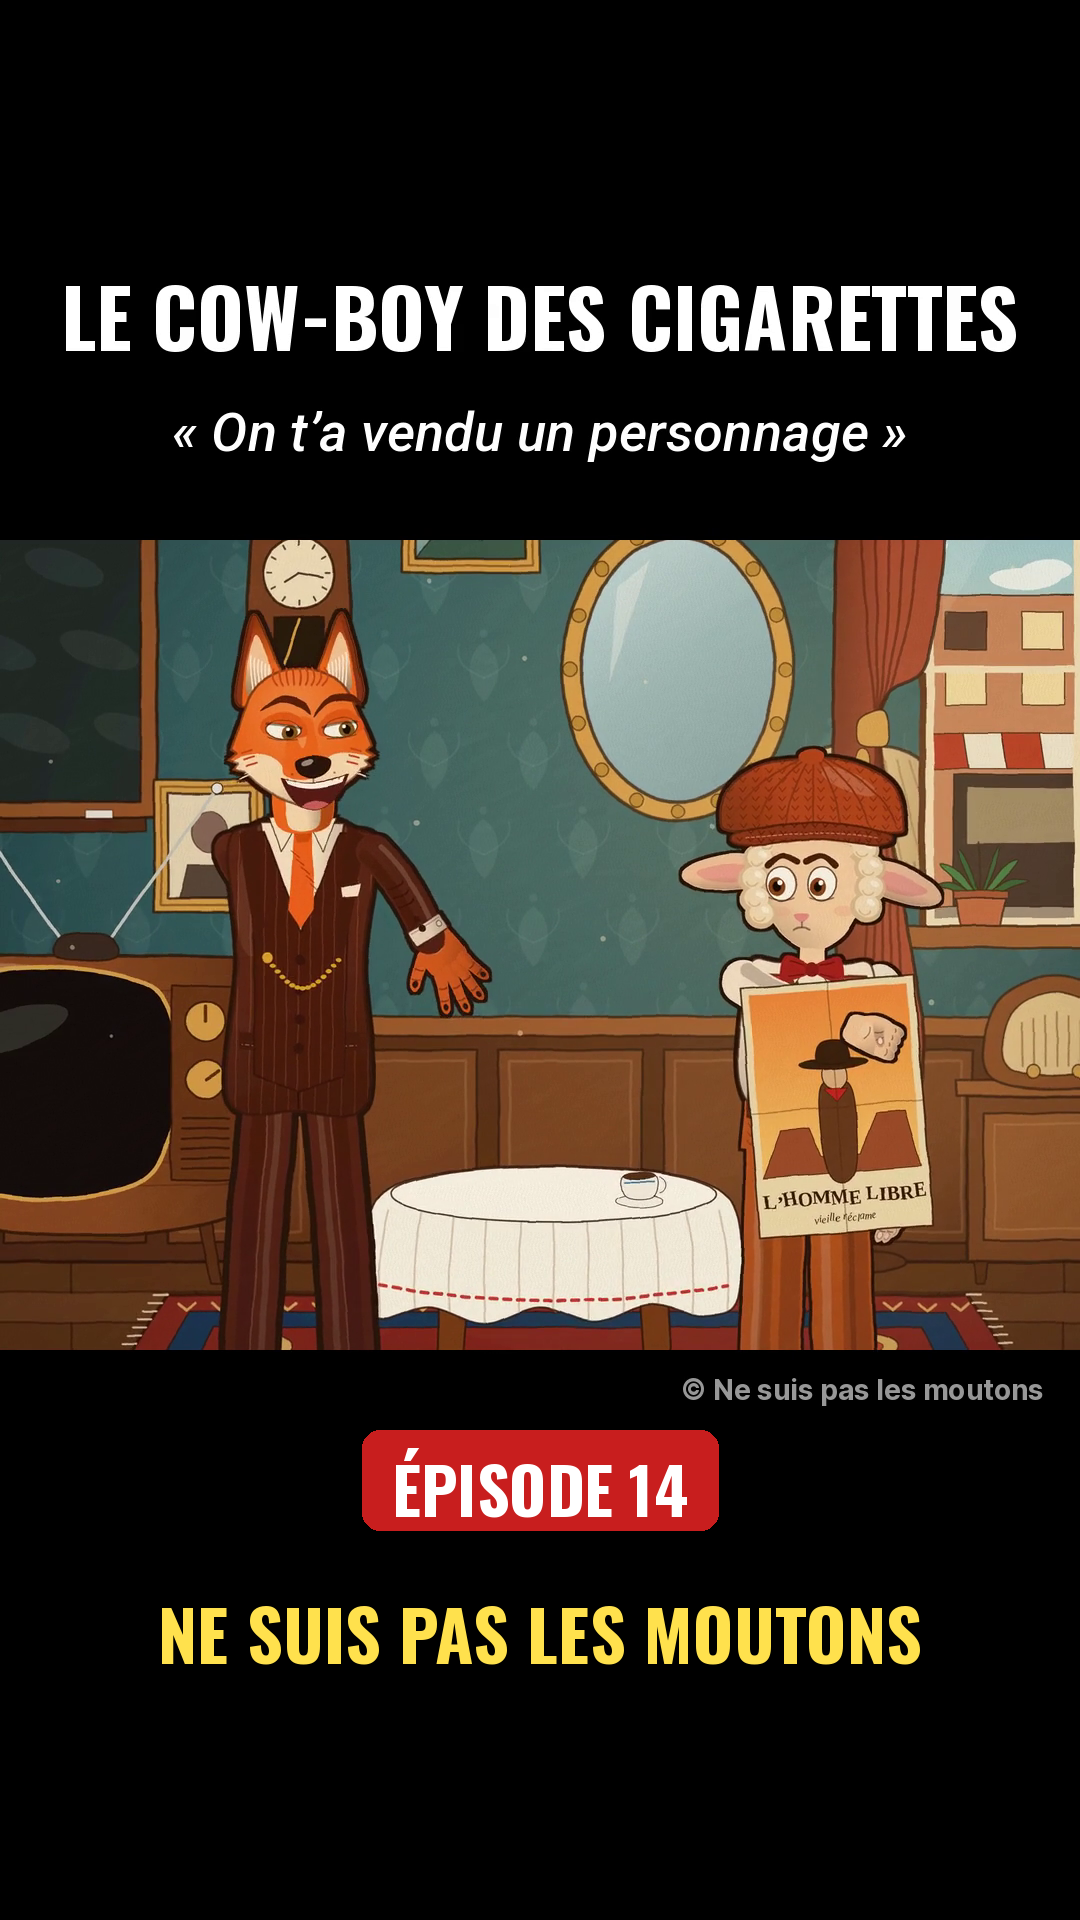 LE COW-BOY DES CIGARETTES
« On t’a vendu un personnage »
L’HOMME LIBRE
vieille réclame
© Ne suis pas les moutons
ÉPISODE 14
NE SUIS PAS LES MOUTONS